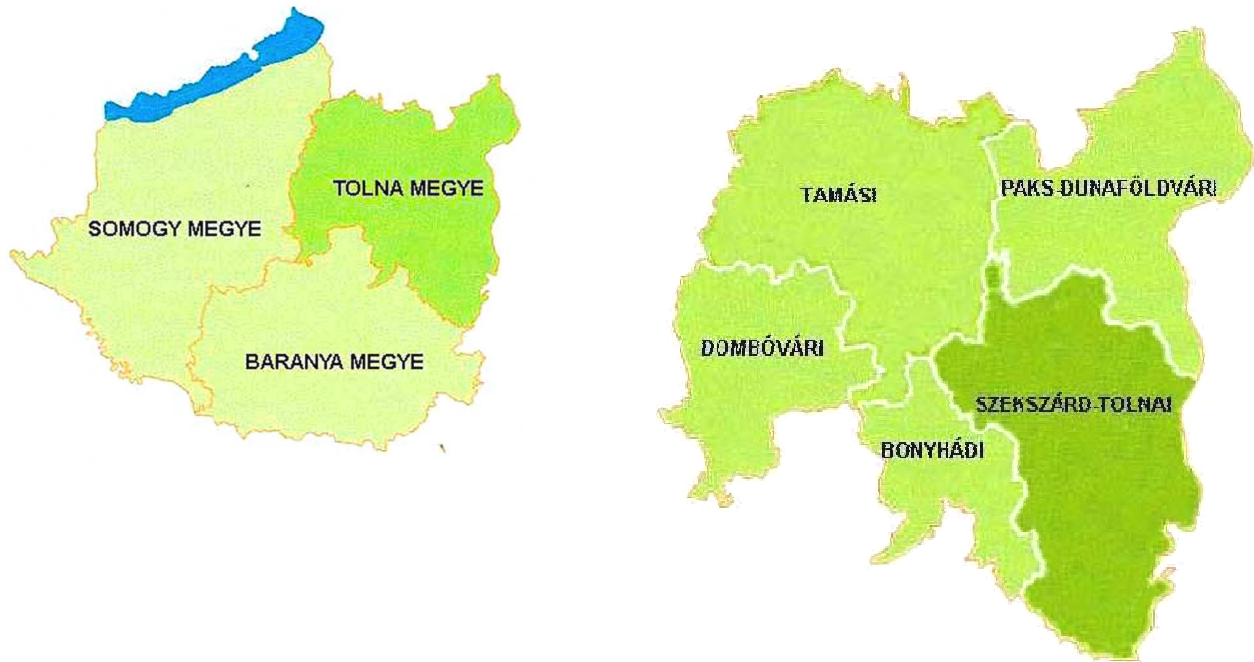 TOLNA MEGYE
SOMOGY MEGYE
BARANYA MEGYE
TAMÁSI
PAKS-DUNAFÖLDVÁRI
DOMBÓVÁRI
SZEKSZÁRD-TOLNAI
BONYHÁDI